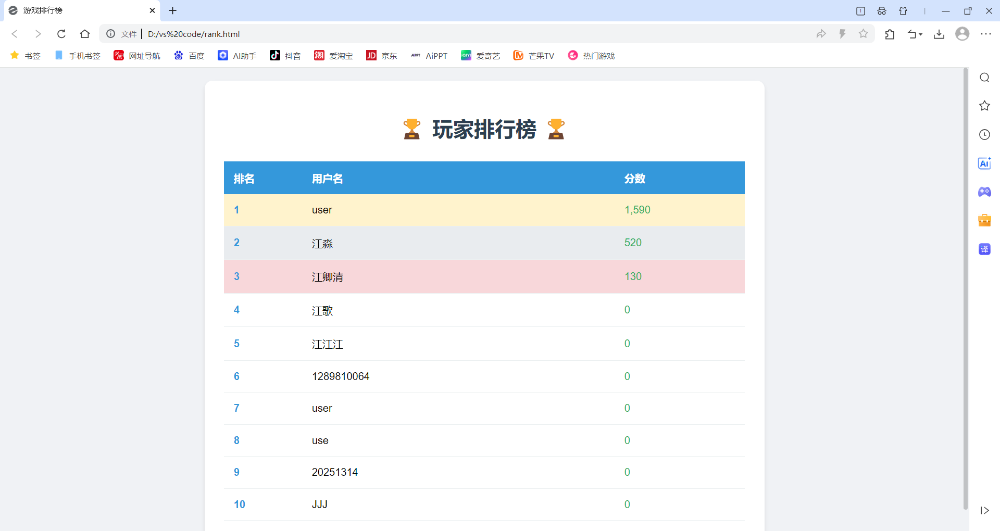 游戏排行榜
文件 D:/vs%20code/rank.html
书签 手机书签 网址导航 百度 AI助手 抖音 爱淘宝 京东 AiPPT 爱奇艺 芒果TV 热门游戏
玩家排行榜
排名 用户名 分数
1 user 1,590
2 江淼 520
3 江卿清 130
4 江歌 0
5 江江江 0
6 1289810064 0
7 user 0
8 use 0
9 20251314 0
10 JJJ 0
Ai
译